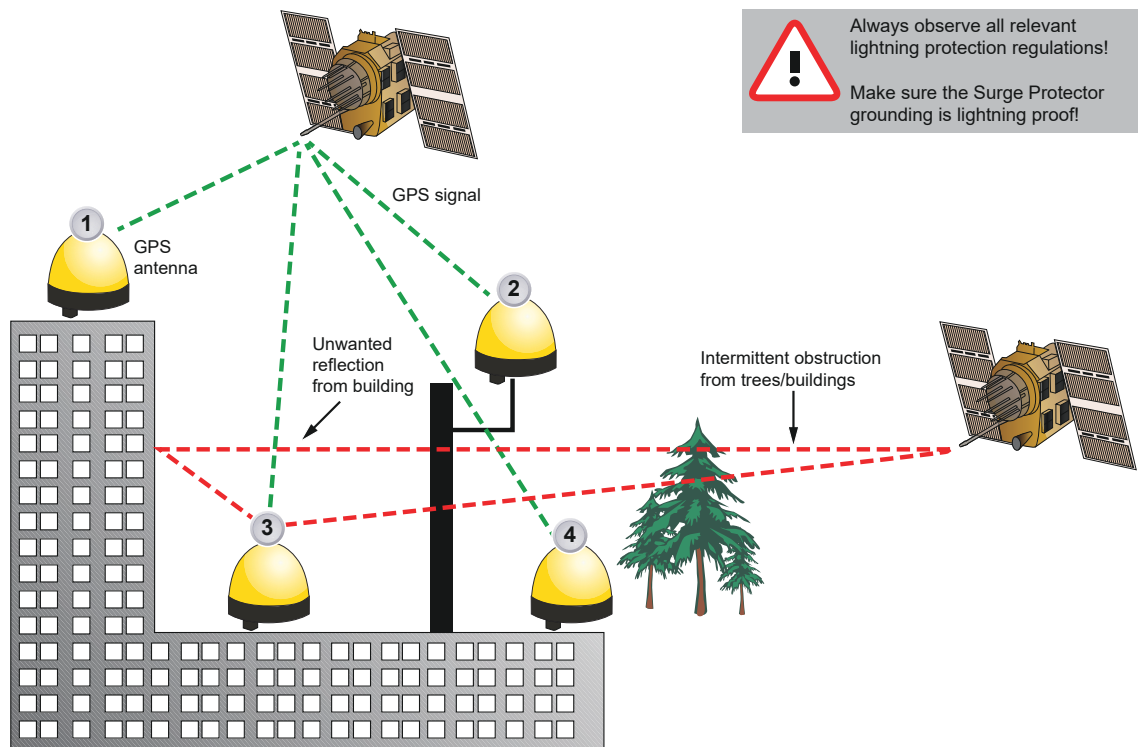 Always observe all relevant
lightning protection regulations!
Make sure the Surge Protector
grounding is lightning proof!
GPS signal
1
GPS
antenna
2
Unwanted
reflection
from building
Intermittent obstruction
from trees/buildings
3
4